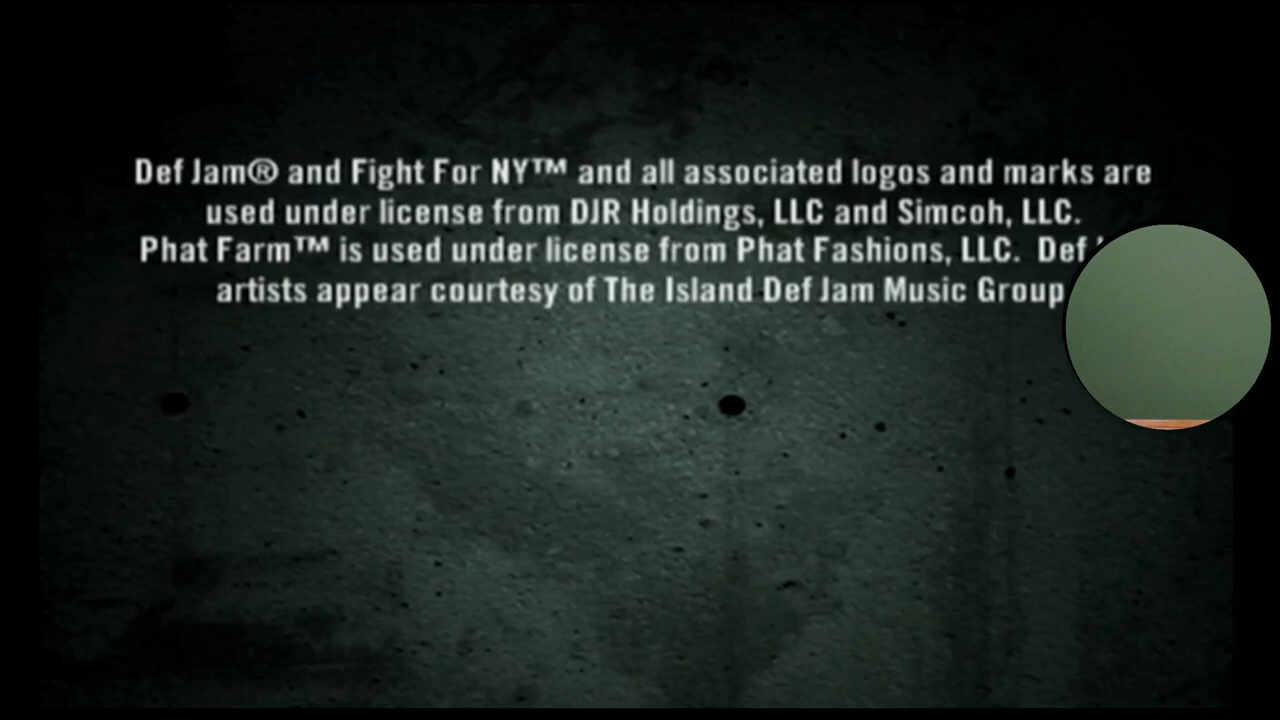 Def Jam® and Fight For NY™ and all associated logos and marks are
used under license from DJR Holdings, LLC and Simcoh, LLC.
Phat Farm™ is used under license from Phat Fashions, LLC. Def
artists appear courtesy of The Island Def Jam Music Group